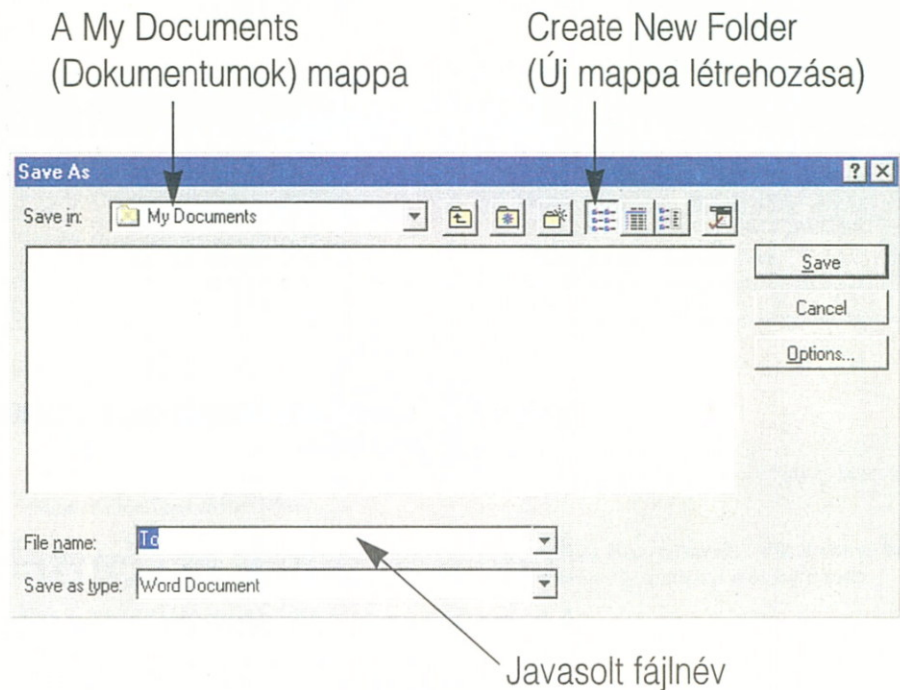 A My Documents
(Dokumentumok) mappa
Create New Folder
(Új mappa létrehozása)
Save As
Save in: My Documents
Save
Cancel
Options...
File name: To
Save as type: Word Document
Javasolt fájlnév